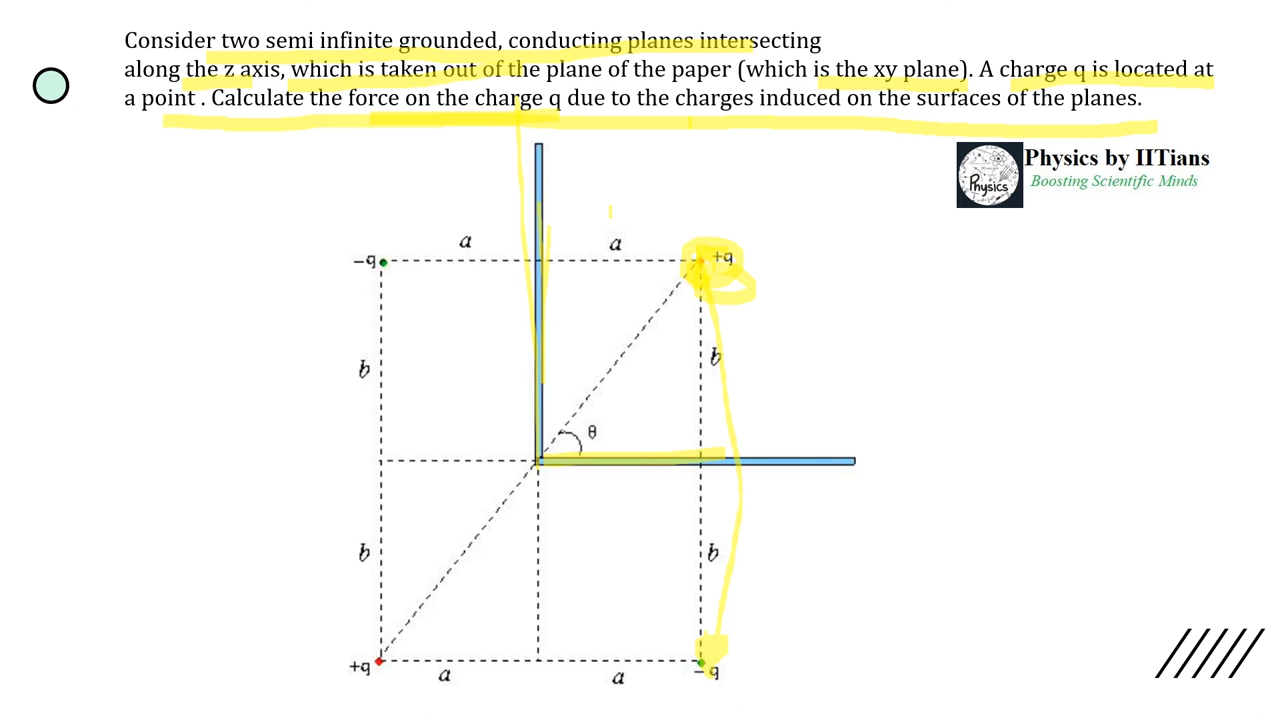 Consider two semi infinite grounded, conducting planes intersecting
along the z axis, which is taken out of the plane of the paper (which is the xy plane). A charge q is located at
a point . Calculate the force on the charge q due to the charges induced on the surfaces of the planes.
Physics by IITians
Boosting Scientific Minds
Physics
a a
-q +q
b b
θ
b b
+q -q
a a